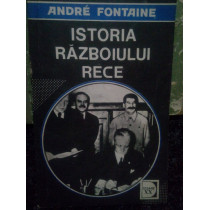 ANDRÉ FONTAINE
ISTORIA
RĂZBOIULUI
RECE